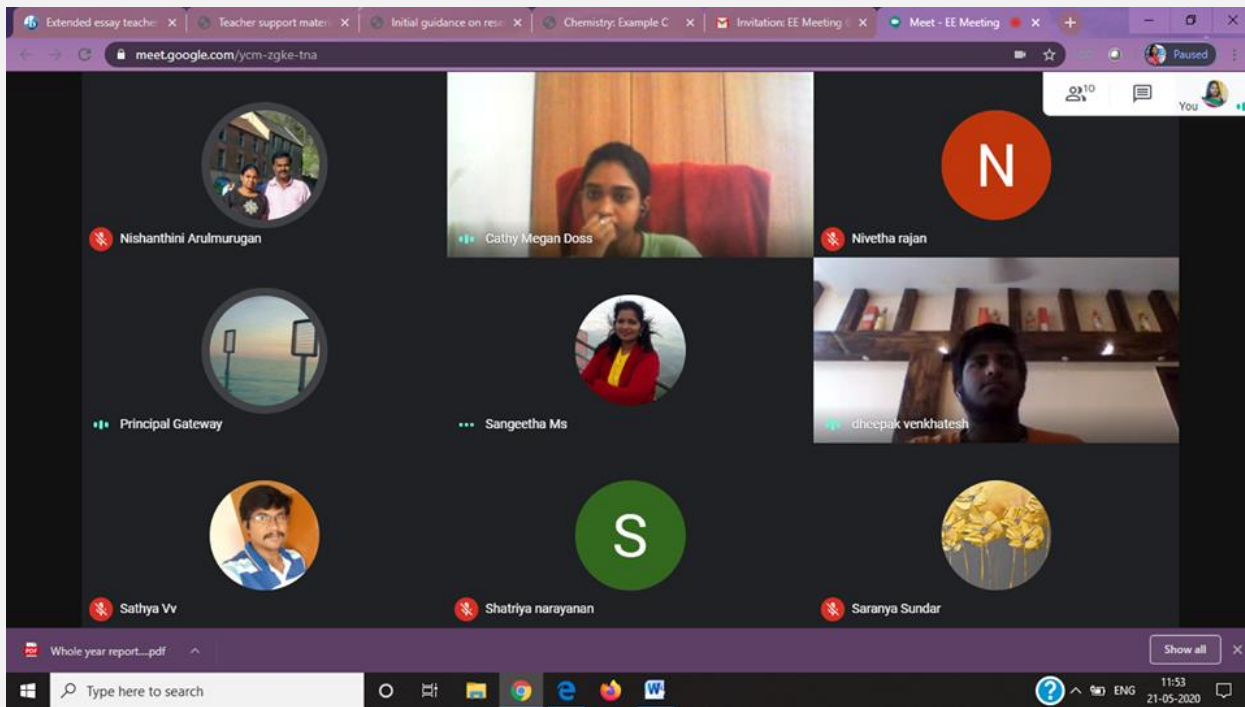 Extended essay teache
Teacher support materi
Initial guidance on rese
Chemistry: Example C
Invitation: EE Meeting
Meet - EE Meeting
meet.google.com/ycm-zgke-tna
Paused
10
You
Nishanthini Arulmurugan
Cathy Megan Doss
N
Nivetha rajan
Principal Gateway
Sangeetha Ms
dheepak venkhatesh
Sathya Vv
S
Shatriya narayanan
Saranya Sundar
PDF
Whole year report....pdf
Show all
Type here to search
W
ENG
11:53
21-05-2020